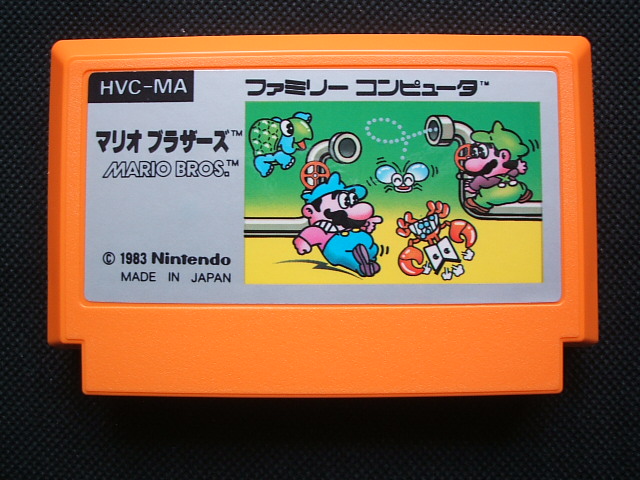 HVC-MA
ファミリー コンピュータ™
マリオ ブラザーズ™
MARIO BROS.™
© 1983 Nintendo
MADE IN JAPAN